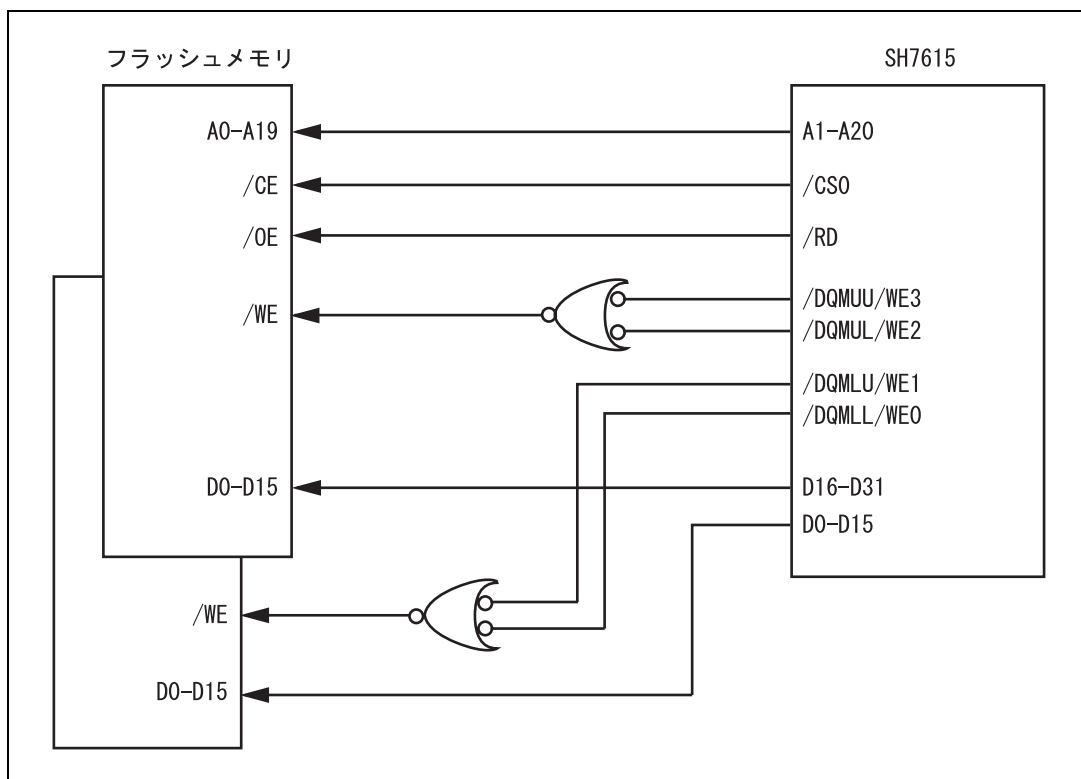 フラッシュメモリ
SH7615
A0-A19
A1-A20
/CE
/CS0
/OE
/RD
/WE
/DQMUU/WE3
/DQMUL/WE2
/DQMLU/WE1
/DQMLL/WE0
D0-D15
D16-D31
D0-D15
/WE
D0-D15